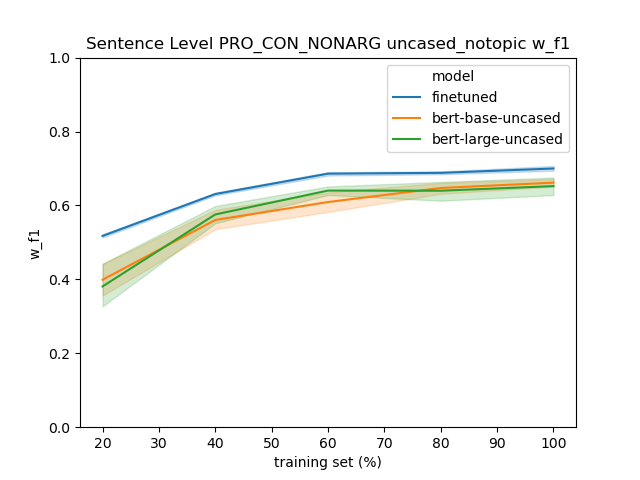 Sentence Level PRO_CON_NONARG uncased_notopic w_f1
model
finetuned
bert-base-uncased
bert-large-uncased
1.0
0.8
0.6
0.4
0.2
0.0
w_f1
20 30 40 50 60 70 80 90 100
training set (%)